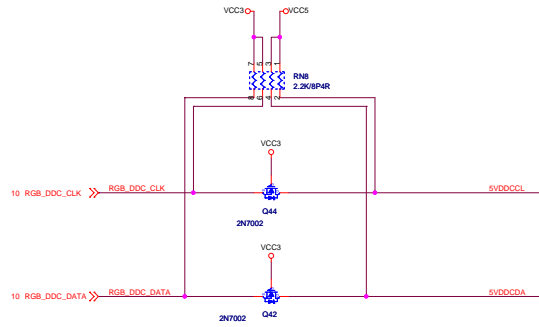 VCC3 VCC5
7 5 3 1
RN8
2.2K/8P4R
8 6 4 2
VCC3
10 RGB_DDC_CLK RGB_DDC_CLK 5VDDCCL
Q44
2N7002
VCC3
10 RGB_DDC_DATA RGB_DDC_DATA 5VDDCDA
2N7002 Q42